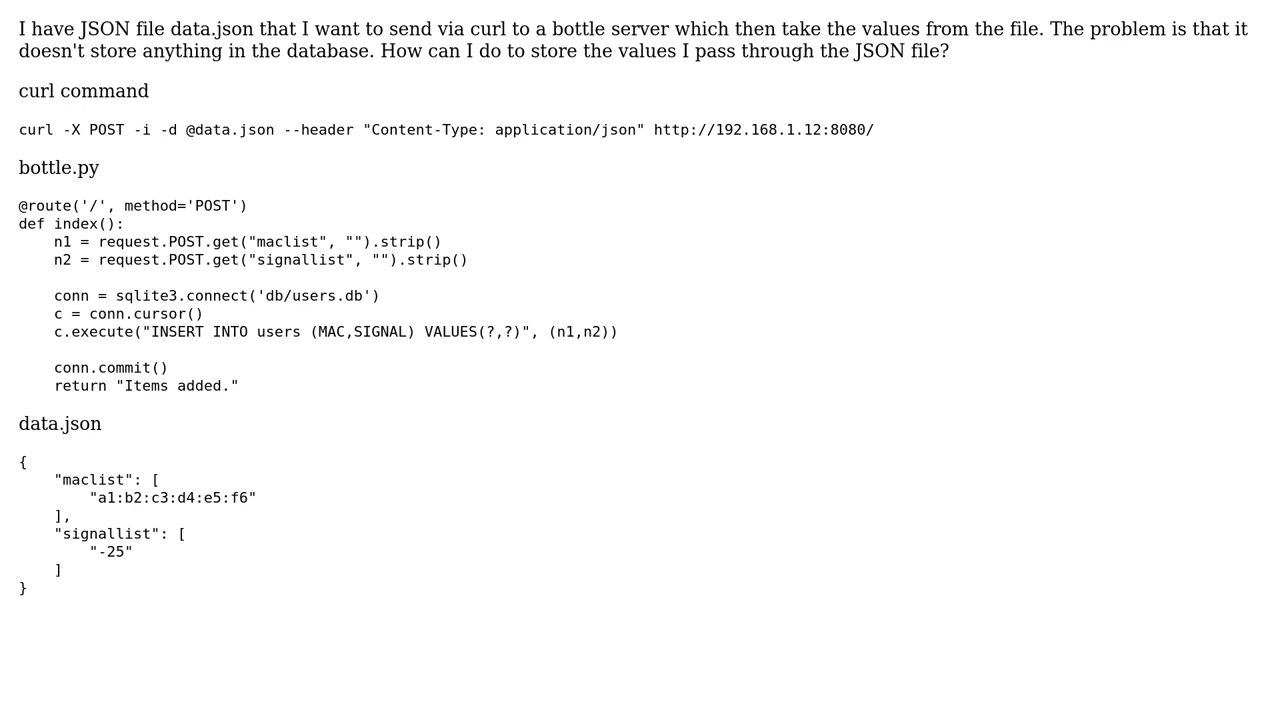 I have JSON file data.json that I want to send via curl to a bottle server which then take the values from the file. The problem is that it
doesn't store anything in the database. How can I do to store the values I pass through the JSON file?
curl command
curl -X POST -i -d @data.json --header "Content-Type: application/json" http://192.168.1.12:8080/
bottle.py
@route('/', method='POST')
def index():
    n1 = request.POST.get("maclist", "").strip()
    n2 = request.POST.get("signallist", "").strip()

    conn = sqlite3.connect('db/users.db')
    c = conn.cursor()
    c.execute("INSERT INTO users (MAC,SIGNAL) VALUES(?,?)", (n1,n2))

    conn.commit()
    return "Items added."
data.json
{
    "maclist": [
        "a1:b2:c3:d4:e5:f6"
    ],
    "signallist": [
        "-25"
    ]
}